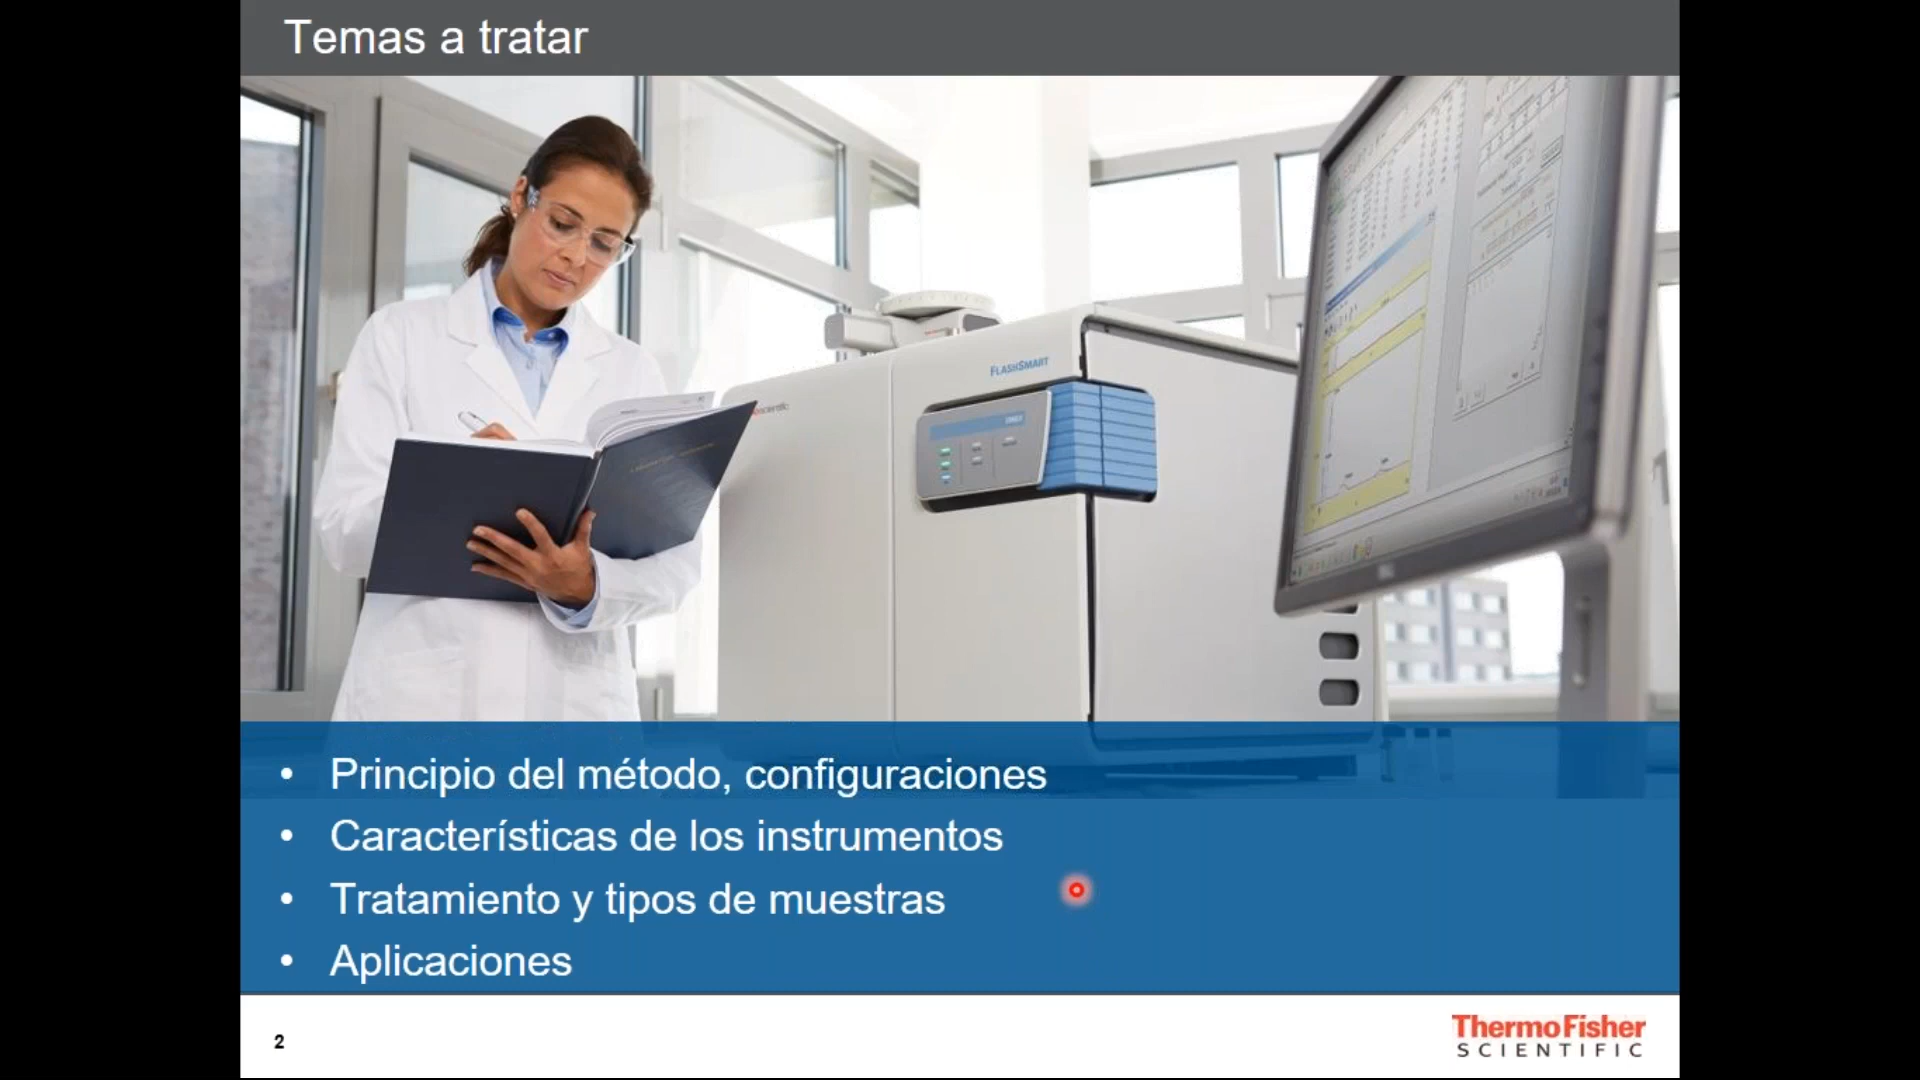 Temas a tratar
FLASHSMART
• Principio del método, configuraciones
• Características de los instrumentos
• Tratamiento y tipos de muestras
• Aplicaciones
2
ThermoFisher
SCIENTIFIC